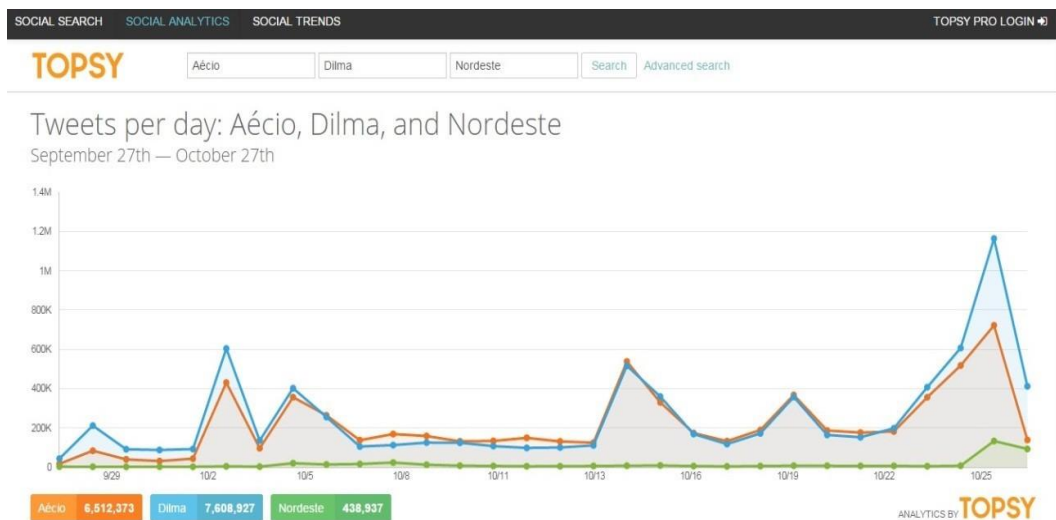 SOCIAL SEARCH SOCIAL ANALYTICS SOCIAL TRENDS TOPSY PRO LOGIN
TOPSY Aécio Dilma Nordeste Search Advanced search
Tweets per day: Aécio, Dilma, and Nordeste
September 27th — October 27th
1.4M
1.2M
1M
800K
600K
400K
200K
0
9/29 10/2 10/5 10/8 10/11 10/13 10/16 10/19 10/22 10/25
Aécio 6,512,373 Dilma 7,608,927 Nordeste 438,937 ANALYTICS BY TOPSY